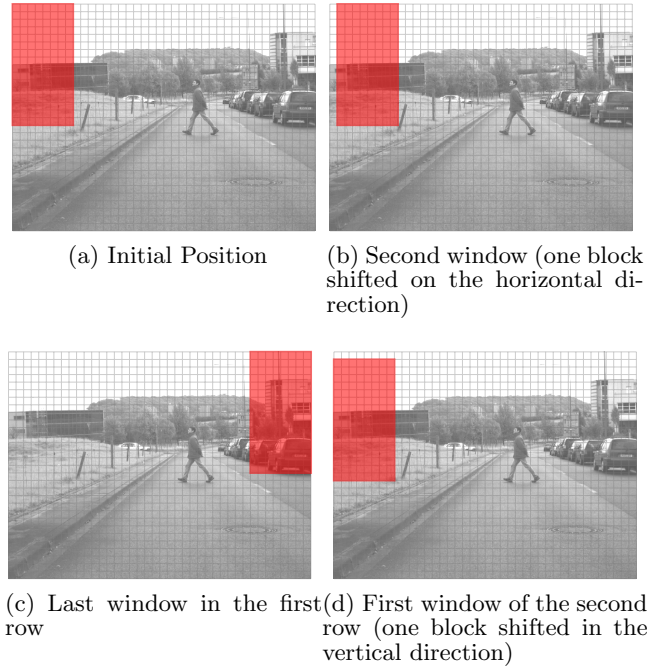 (a) Initial Position
(b) Second window (one block
shifted on the horizontal di-
rection)
(c) Last window in the first
row
(d) First window of the second
row (one block shifted in the
vertical direction)